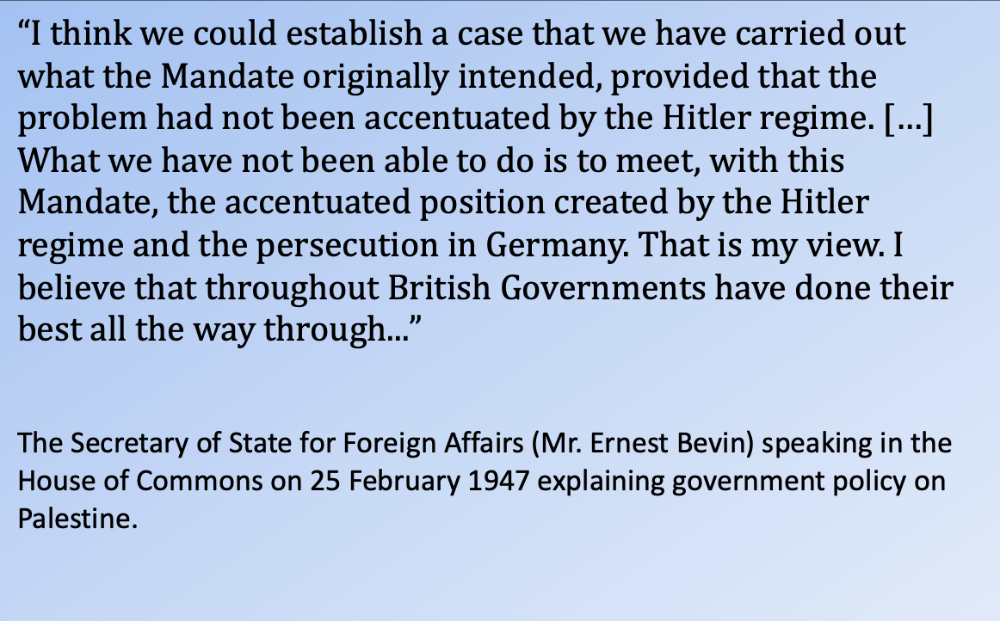 “I think we could establish a case that we have carried out
what the Mandate originally intended, provided that the
problem had not been accentuated by the Hitler regime. […]
What we have not been able to do is to meet, with this
Mandate, the accentuated position created by the Hitler
regime and the persecution in Germany. That is my view. I
believe that throughout British Governments have done their
best all the way through…”
The Secretary of State for Foreign Affairs (Mr. Ernest Bevin) speaking in the
House of Commons on 25 February 1947 explaining government policy on
Palestine.